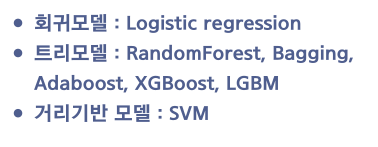 • 회귀모델 : Logistic regression
• 트리모델 : RandomForest, Bagging,
Adaboost, XGBoost, LGBM
• 거리기반 모델 : SVM